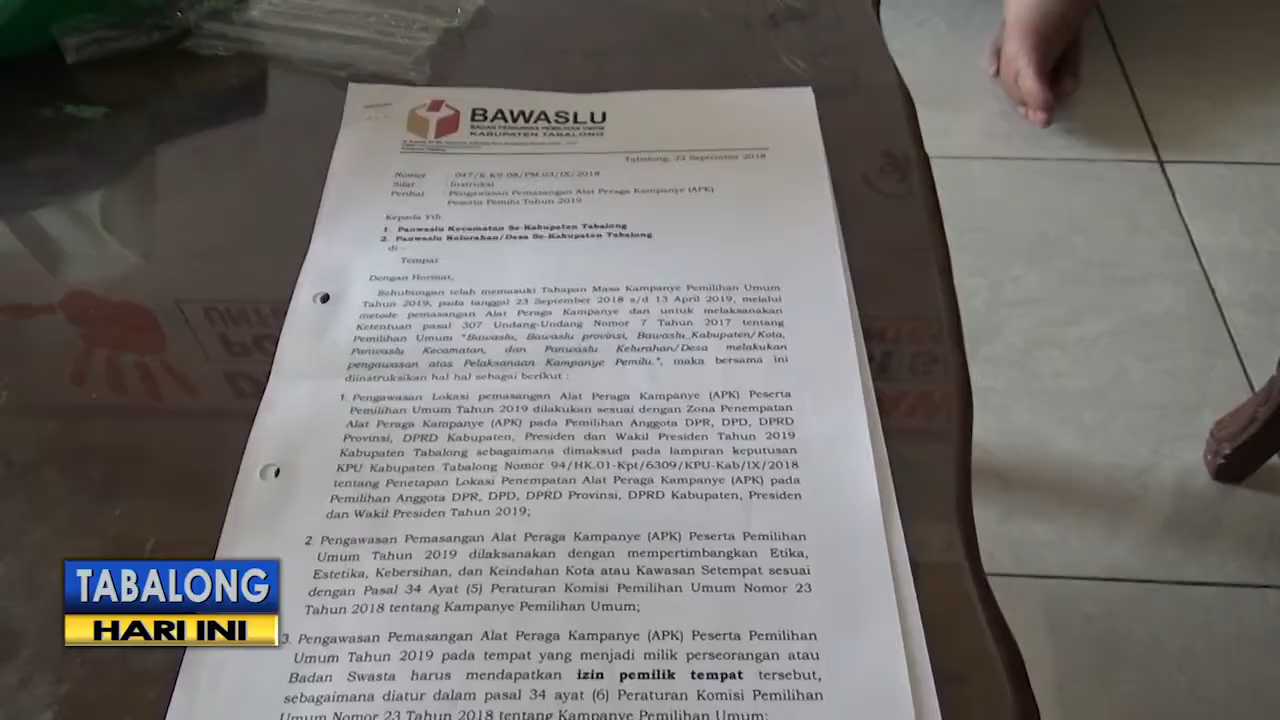 BAWASLU
BADAN PENGAWAS PEMILIHAN UMUM
KABUPATEN TABALONG
Tabalong, 22 September 2018
Nomor : 047/K.KS-08/PM.03/IX/2018
Sifat : Instruksi
Perihal : Pengawasan Pemasangan Alat Peraga Kampanye (APK)
Peserta Pemilu Tahun 2019
Kepada Yth.
1. Panwaslu Kecamatan Se-Kabupaten Tabalong
2. Panwaslu Kelurahan/Desa Se-Kabupaten Tabalong
di –
Tempat
Dengan Hormat,
Sehubungan telah memasuki Tahapan Masa Kampanye Pemilihan Umum
Tahun 2019, pada tanggal 23 September 2018 s/d 13 April 2019, melalui
metode pemasangan Alat Peraga Kampanye dan untuk melaksanakan
Ketentuan pasal 307 Undang-Undang Nomor 7 Tahun 2017 tentang
Pemilihan Umum "Bawaslu, Bawaslu provinsi, Bawaslu Kabupaten/Kota,
Panwaslu Kecamatan, dan Panwaslu Kelurahan/Desa melakukan
pengawasan atas Pelaksanaan Kampanye Pemilu.", maka bersama ini
diinstruksikan hal hal sebagai berikut :
1. Pengawasan Lokasi pemasangan Alat Peraga Kampanye (APK) Peserta
Pemilihan Umum Tahun 2019 dilakukan sesuai dengan Zona Penempatan
Alat Peraga Kampanye (APK) pada Pemilihan Anggota DPR, DPD, DPRD
Provinsi, DPRD Kabupaten, Presiden dan Wakil Presiden Tahun 2019
Kabupaten Tabalong sebagaimana dimaksud pada lampiran keputusan
KPU Kabupaten Tabalong Nomor 94/HK.01-Kpt/6309/KPU-Kab/IX/2018
tentang Penetapan Lokasi Penempatan Alat Peraga Kampanye (APK) pada
Pemilihan Anggota DPR, DPD, DPRD Provinsi, DPRD Kabupaten, Presiden
dan Wakil Presiden Tahun 2019;
2. Pengawasan Pemasangan Alat Peraga Kampanye (APK) Peserta Pemilihan
Umum Tahun 2019 dilaksanakan dengan mempertimbangkan Etika,
Estetika, Kebersihan, dan Keindahan Kota atau Kawasan Setempat sesuai
dengan Pasal 34 Ayat (5) Peraturan Komisi Pemilihan Umum Nomor 23
Tahun 2018 tentang Kampanye Pemilihan Umum;
3. Pengawasan Pemasangan Alat Peraga Kampanye (APK) Peserta Pemilihan
Umum Tahun 2019 pada tempat yang menjadi milik perseorangan atau
Badan Swasta harus mendapatkan izin pemilik tempat tersebut,
sebagaimana diatur dalam pasal 34 ayat (6) Peraturan Komisi Pemilihan
Umum Nomor 23 Tahun 2018 tentang Kampanye Pemilihan Umum;
TABALONG
HARI INI